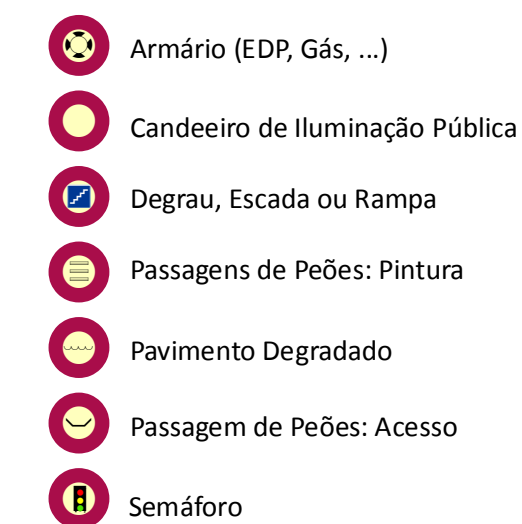 Armário (EDP, Gás, ...)
Candeeiro de Iluminação Pública
Degrau, Escada ou Rampa
Passagens de Peões: Pintura
Pavimento Degradado
Passagem de Peões: Acesso
Semáforo